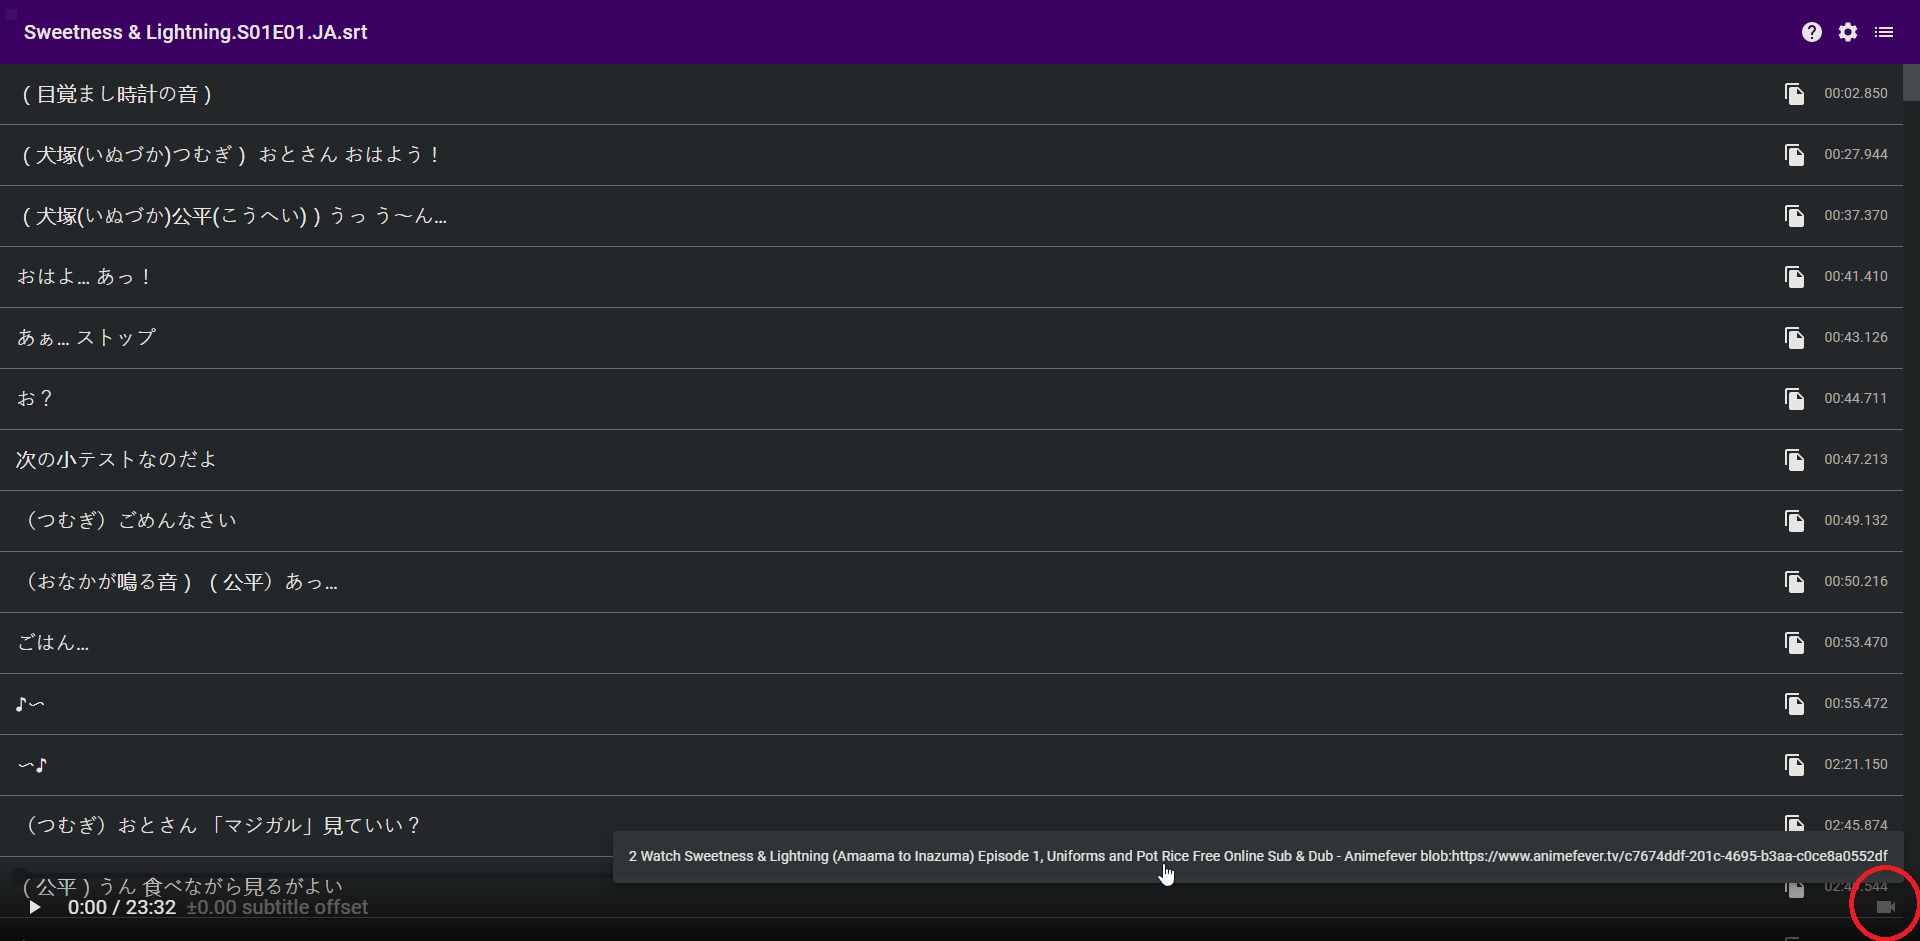 Sweetness & Lightning.S01E01.JA.srt
(目覚まし時計の音) 00:02.850
(犬塚(いぬづか)つむぎ) おとさん おはよう！ 00:27.944
(犬塚(いぬづか)公平(こうへい))うっ う〜ん… 00:37.370
おはよ… あっ！ 00:41.410
あぁ… ストップ 00:43.126
お？ 00:44.711
次の小テストなのだよ 00:47.213
（つむぎ）ごめんなさい 00:49.132
（おなかが鳴る音) (公平）あっ… 00:50.216
ごはん… 00:53.470
♪〜 00:55.472
〜♪ 02:21.150
（つむぎ）おとさん 「マジガル」見ていい？ 02:45.874
2 Watch Sweetness & Lightning (Amaama to Inazuma) Episode 1, Uniforms and Pot Rice Free Online Sub & Dub - Animefever blob:https://www.animefever.tv/c7674ddf-201c-4695-b3aa-c0ce8a0552df
(公平)うん 食べながら見るがよい
0:00 / 23:32 ±0.00 subtitle offset